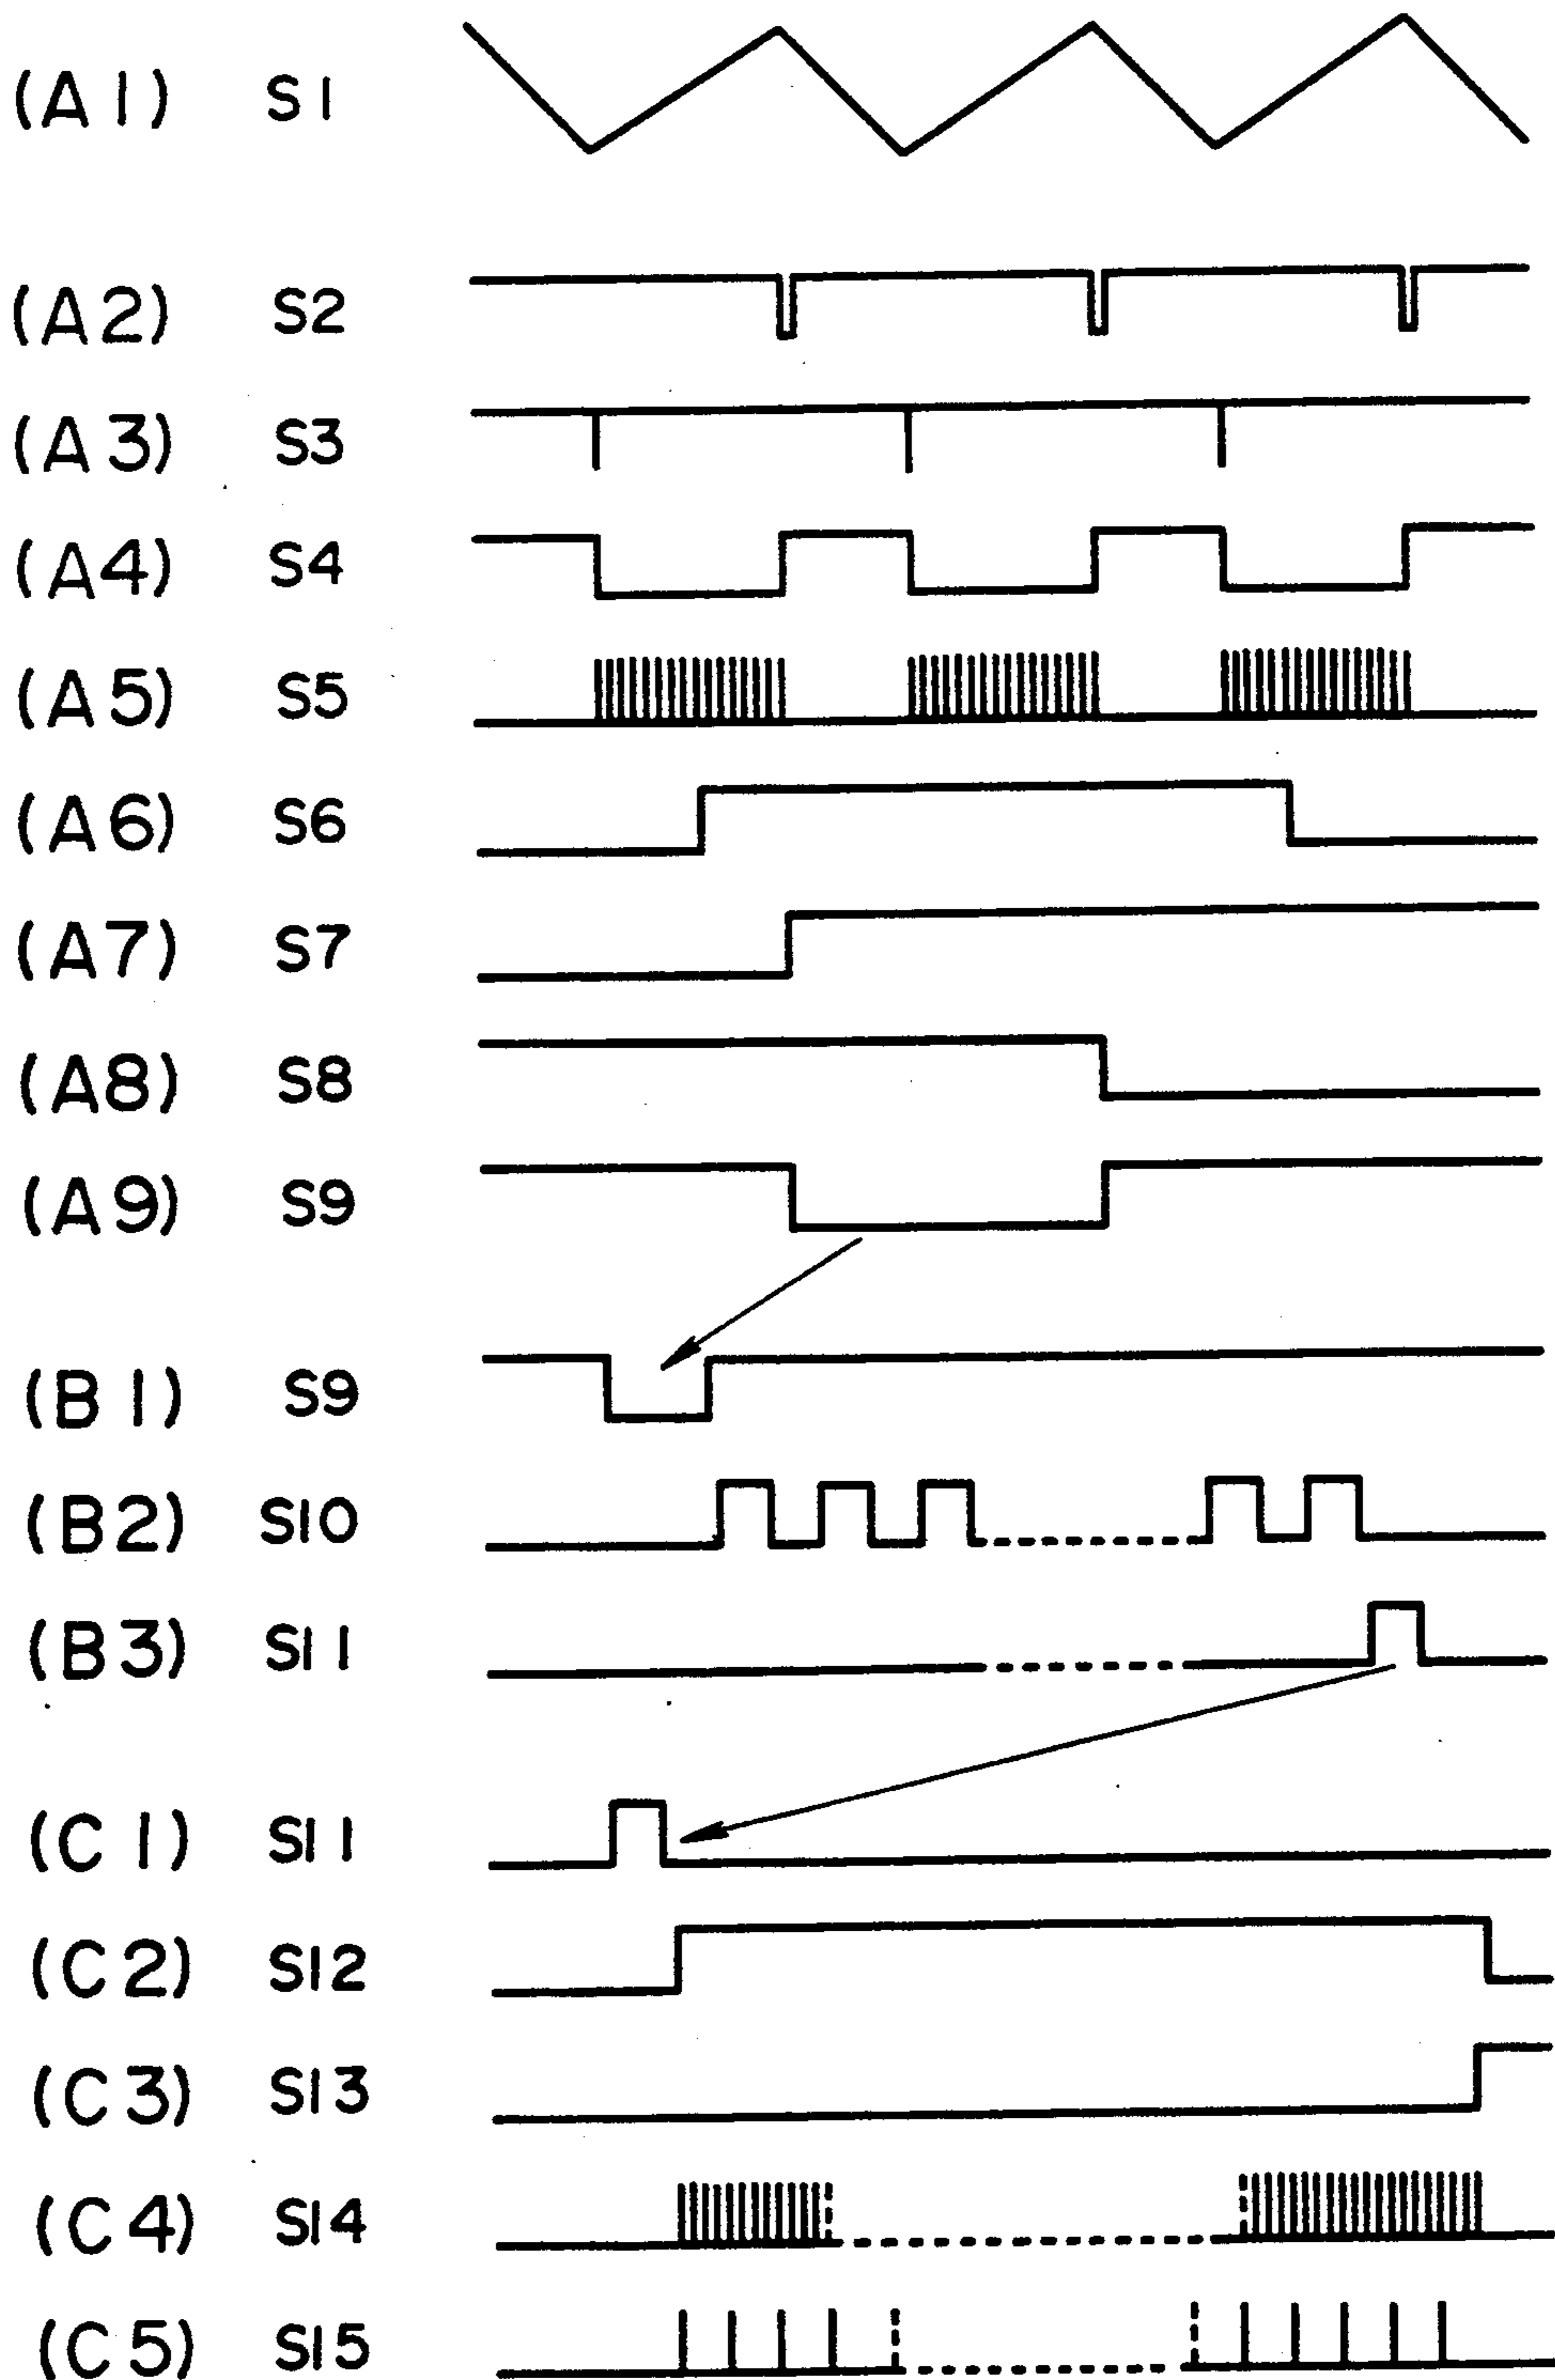 (A1) S1
(A2) S2
(A3) S3
(A4) S4
(A5) S5
(A6) S6
(A7) S7
(A8) S8
(A9) S9
(B1) S9
(B2) S10
(B3) S11
(C1) S11
(C2) S12
(C3) S13
(C4) S14
(C5) S15